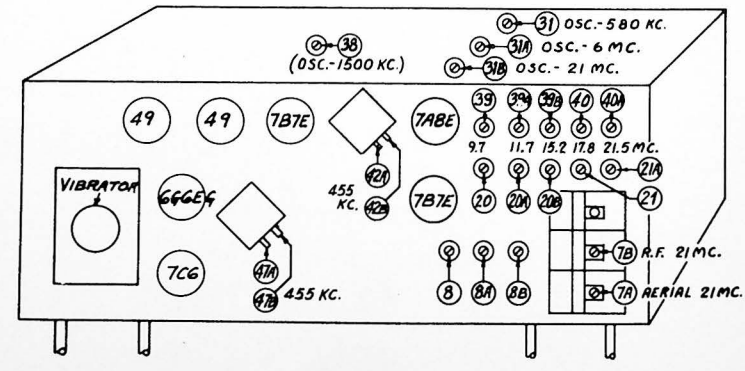 31 OSC.-580 KC.
38
31A OSC.-6 MC.
(OSC.-1500 KC.)
31B OSC.-21 MC.
39 39A 39B 40 40A
49 49 7B7E 7A8E
9.7 11.7 15.2 17.8 21.5 MC.
42A 21A
VIBRATOR
6G6EG
455
KC.
42B
7B7E
20 20A 20B 21
7B R.F. 21 MC.
7C6
47A
47B 455 KC.
8 8A 8B
7A AERIAL 21 MC.